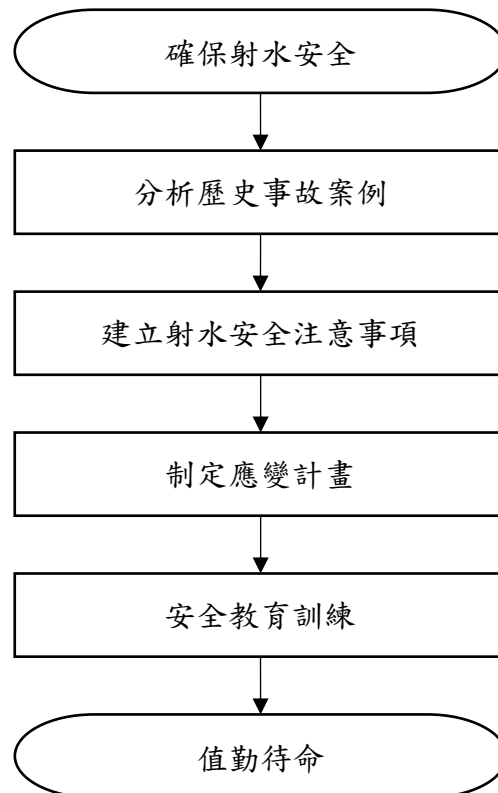 確保射水安全
分析歷史事故案例
建立射水安全注意事項
制定應變計畫
安全教育訓練
值勤待命